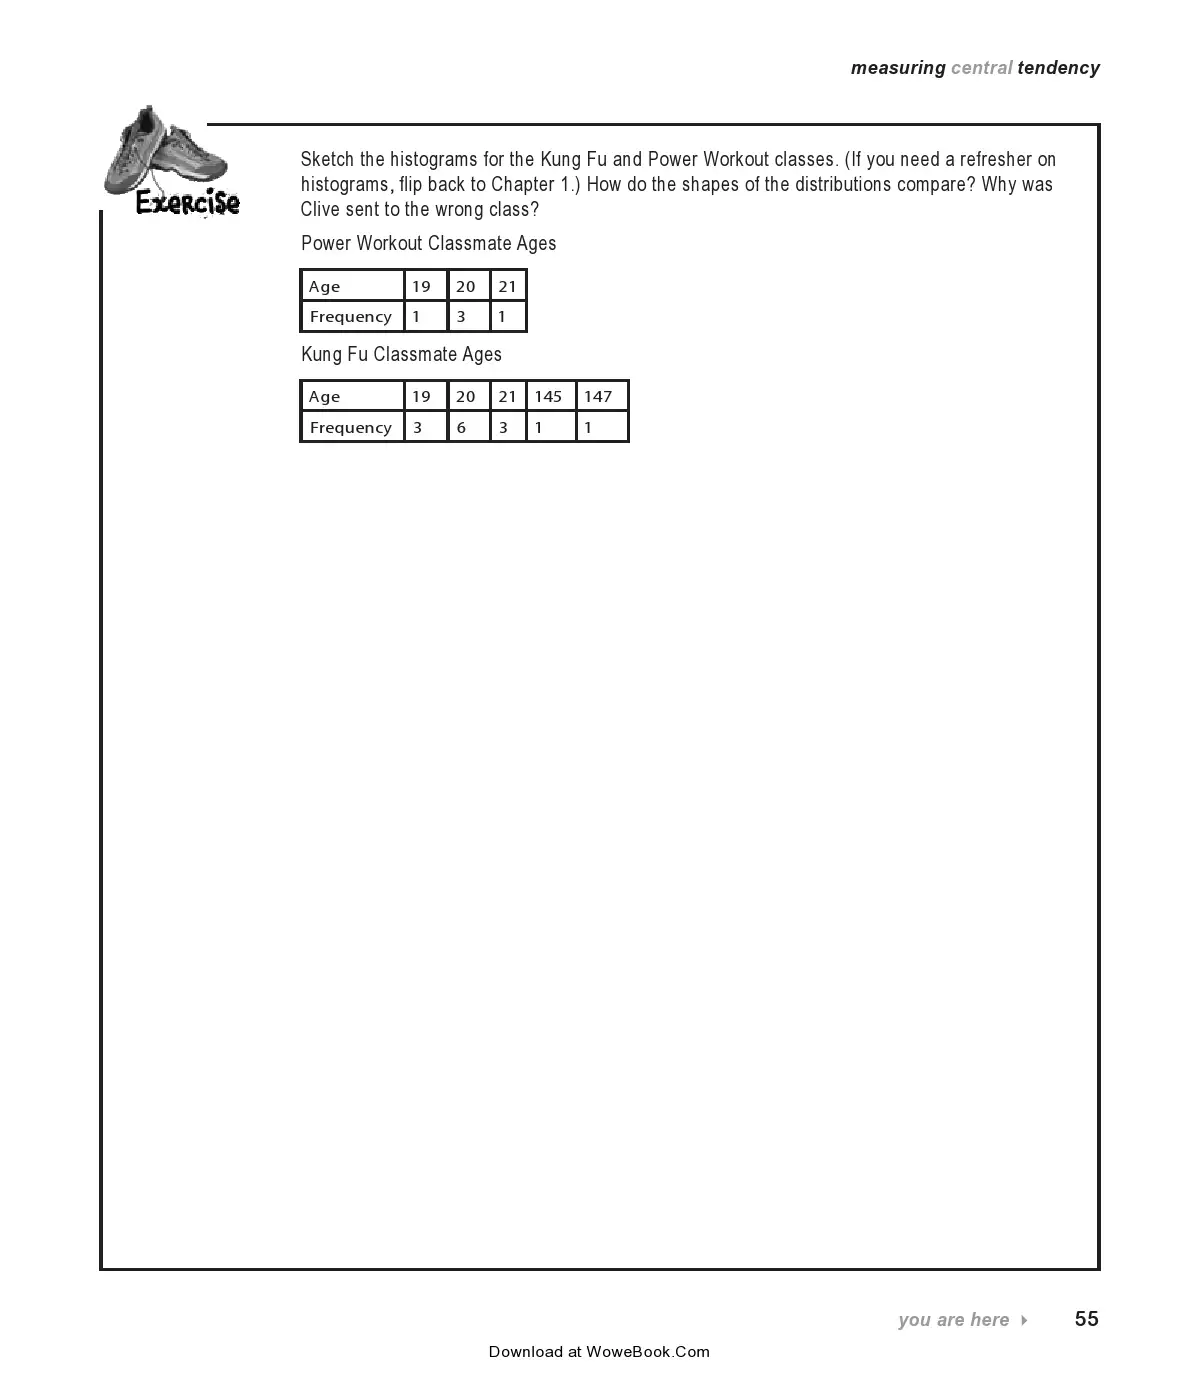 measuring central tendency
Exercise
Sketch the histograms for the Kung Fu and Power Workout classes. (If you need a refresher on
histograms, flip back to Chapter 1.) How do the shapes of the distributions compare? Why was
Clive sent to the wrong class?
Power Workout Classmate Ages
Age 19 20 21
Frequency 1 3 1
Kung Fu Classmate Ages
Age 19 20 21 145 147
Frequency 3 6 3 1 1
you are here 55
Download at WoweBook.Com